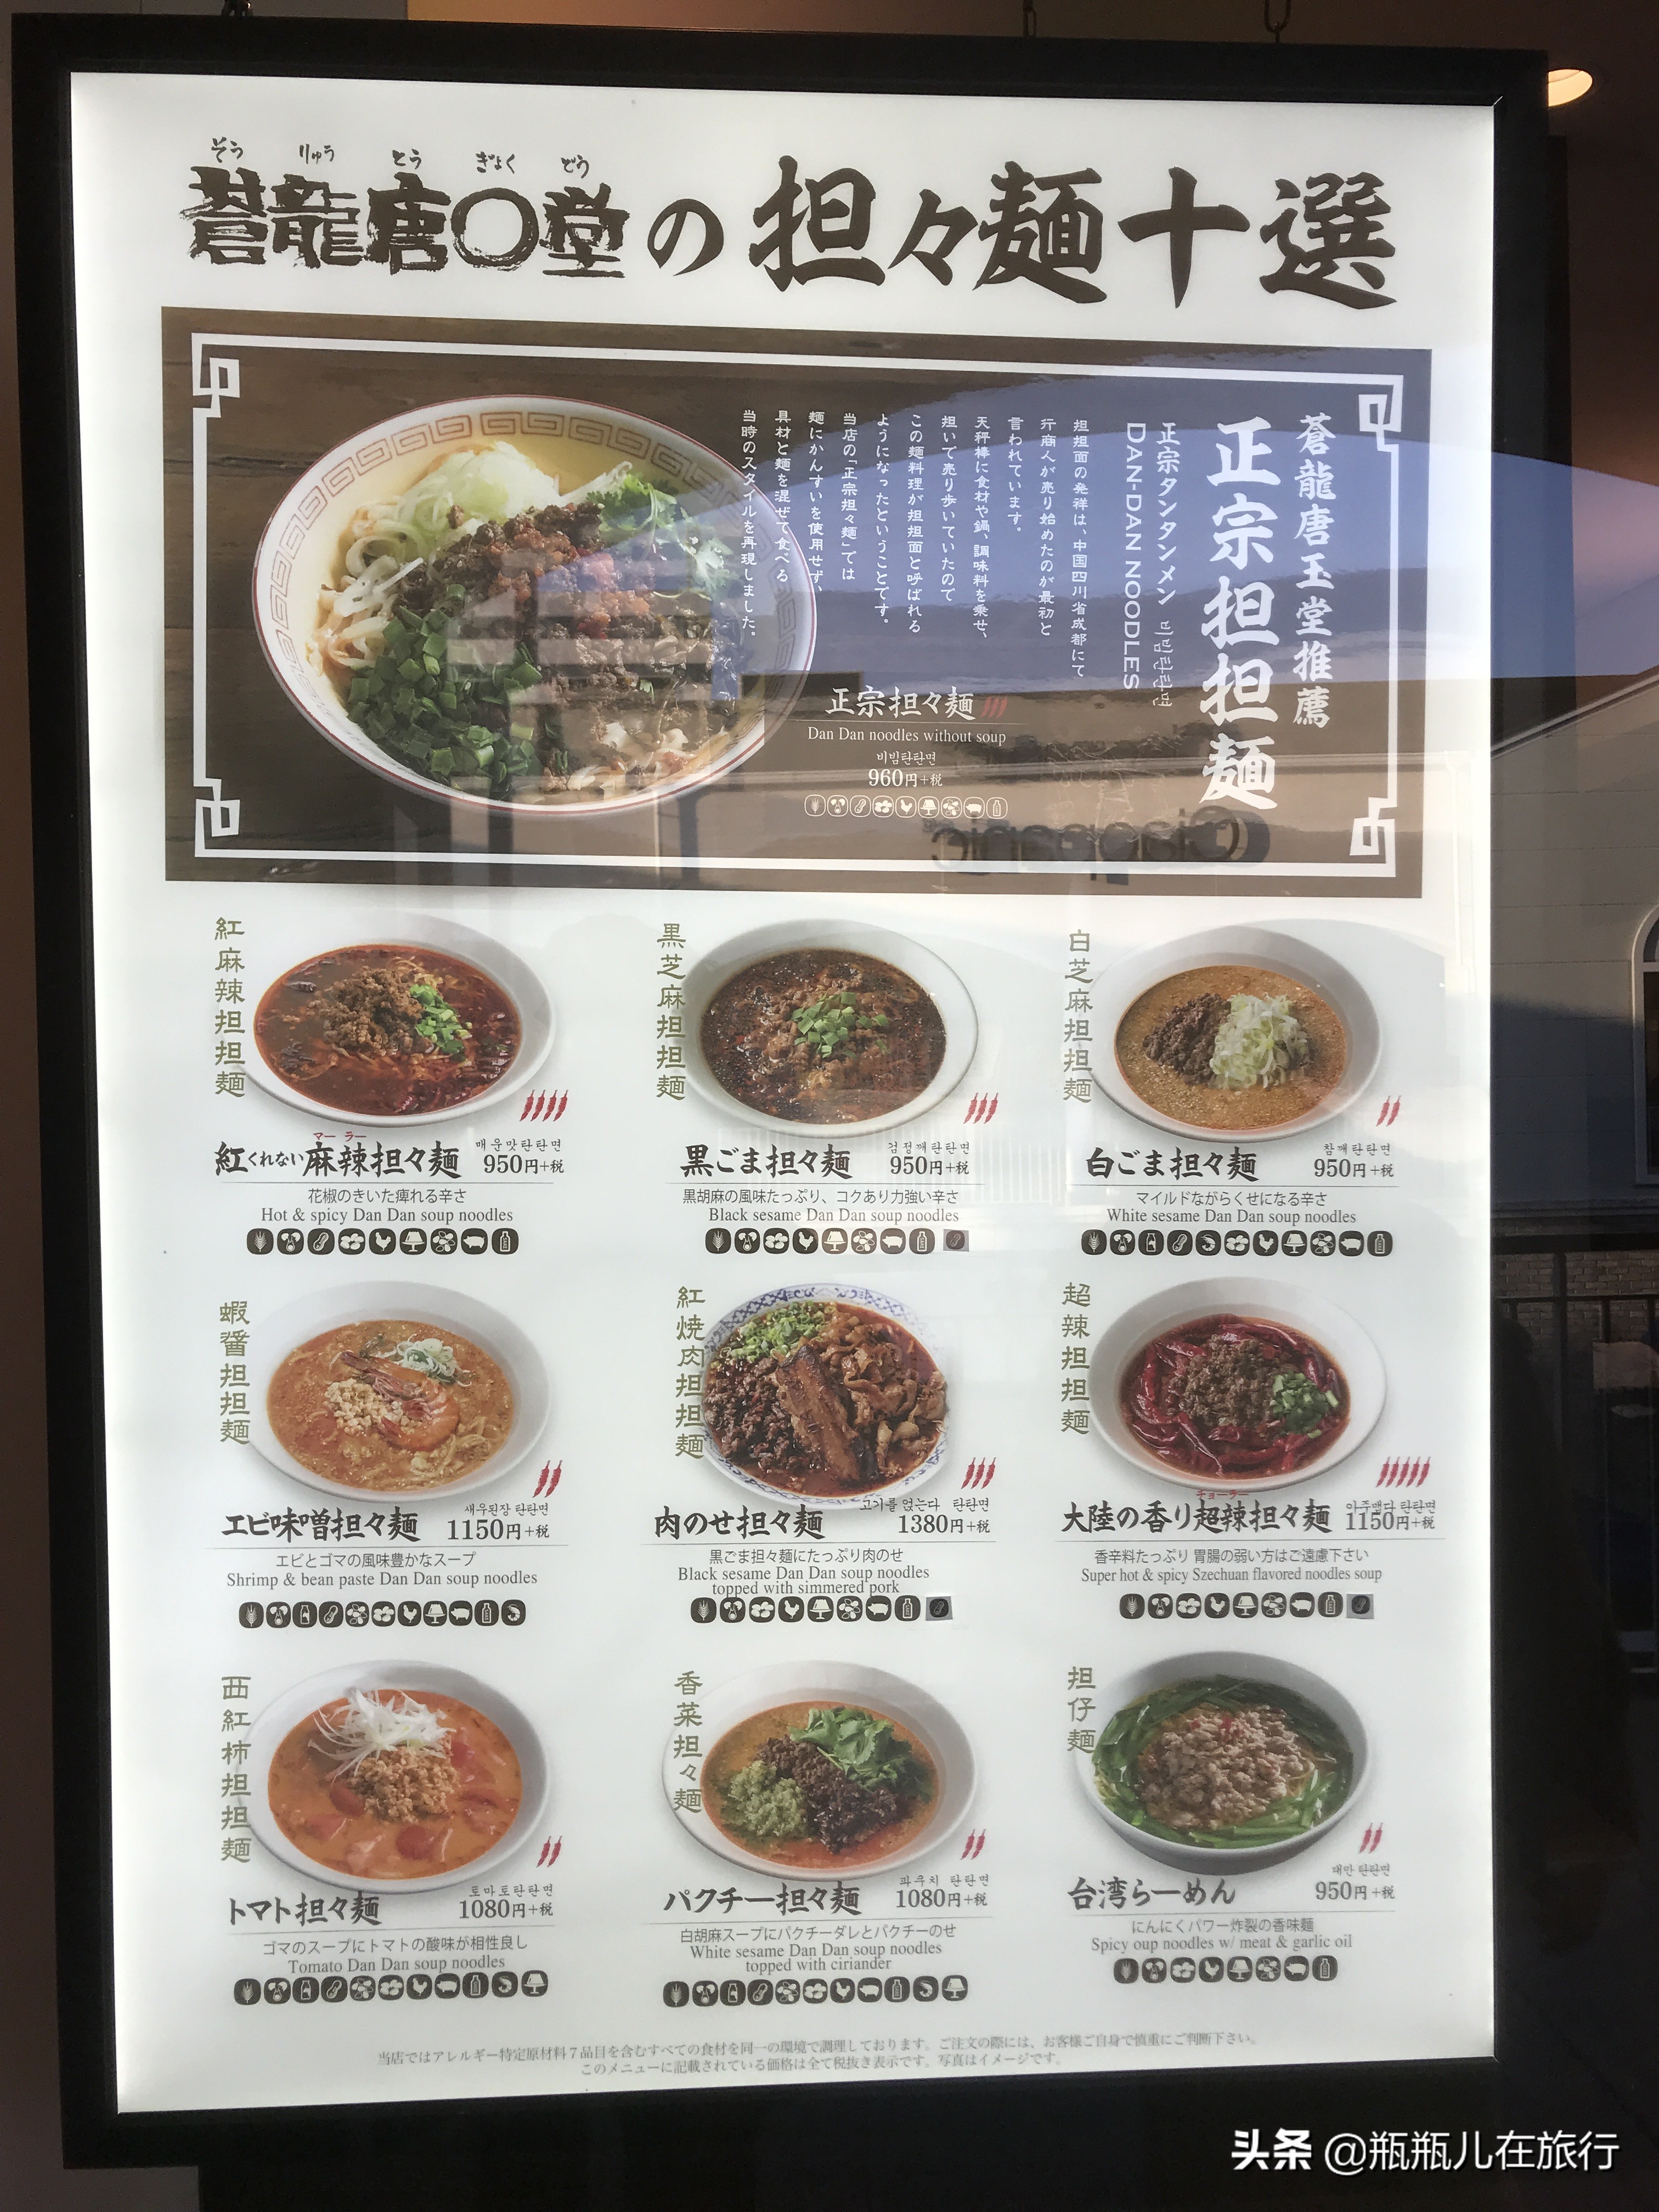 そう りゅう とう ぎょく どう
蒼龍唐〇堂の担々麺十選
蒼龍唐玉堂推薦
正宗担担麺
正宗タンタンメン 비빔탄탄면
DAN-DAN NOODLES
担担面の発祥は、中国四川省成都にて
行商人が売り始めたのが最初と
言われています。
天秤棒に食材や鍋、調味料を乗せ、
担いで売り歩いていたので
この麺料理が担担面と呼ばれる
ようになったということです。
当店の「正宗担々麺」では
麺にかんすいを使用せず、
具材と麺を混ぜて食べる
当時のスタイルを再現しました。
正宗担々麺
Dan Dan noodles without soup
비빔탄탄면
960円+税
紅麻辣担担麺
マー ラー
紅くれない麻辣担々麺
매운맛탄탄면
950円+税
花椒のきいた痺れる辛さ
Hot & spicy Dan Dan soup noodles
黒芝麻担担麺
黒ごま担々麺
검정깨탄탄면
950円+税
黒胡麻の風味たっぷり、コクあり力強い辛さ
Black sesame Dan Dan soup noodles
白芝麻担担麺
白ごま担々麺
참깨탄탄면
950円+税
マイルドながらくせになる辛さ
White sesame Dan Dan soup noodles
蝦醤担担麺
エビ味噌担々麺
새우된장 탄탄면
1150円+税
エビとゴマの風味豊かなスープ
Shrimp & bean paste Dan Dan soup noodles
紅焼肉担担麺
肉のせ担々麺
고기를 얹는다 탄탄면
1380円+税
黒ごま担々麺にたっぷり肉のせ
Black sesame Dan Dan soup noodles
topped with simmered pork
超辣担担麺
チョーラー
大陸の香り超辣担々麺
아주맵다 탄탄면
1150円+税
香辛料たっぷり 胃腸の弱い方はご遠慮下さい
Super hot & spicy Szechuan flavored noodles soup
西紅柿担担麺
トマト担々麺
토마토탄탄면
1080円+税
ゴマのスープにトマトの酸味が相性良し
Tomato Dan Dan soup noodles
香菜担々麺
パクチー担々麺
파쿠치 탄탄면
1080円+税
白胡麻スープにパクチーダレとパクチーのせ
White sesame Dan Dan soup noodles
topped with ciriander
担仔麺
台湾らーめん
대만 탄탄면
950円+税
にんにくパワー炸裂の香味麺
Spicy oup noodles w/ meat & garlic oil
当店ではアレルギー特定原材料７品目を含むすべての食材を同一の環境で調理しております。ご注文の際には、お客様ご自身で慎重にご判断下さい。
このメニューに記載されている価格は全て税抜き表示です。写真はイメージです。
头条 @瓶瓶儿在旅行